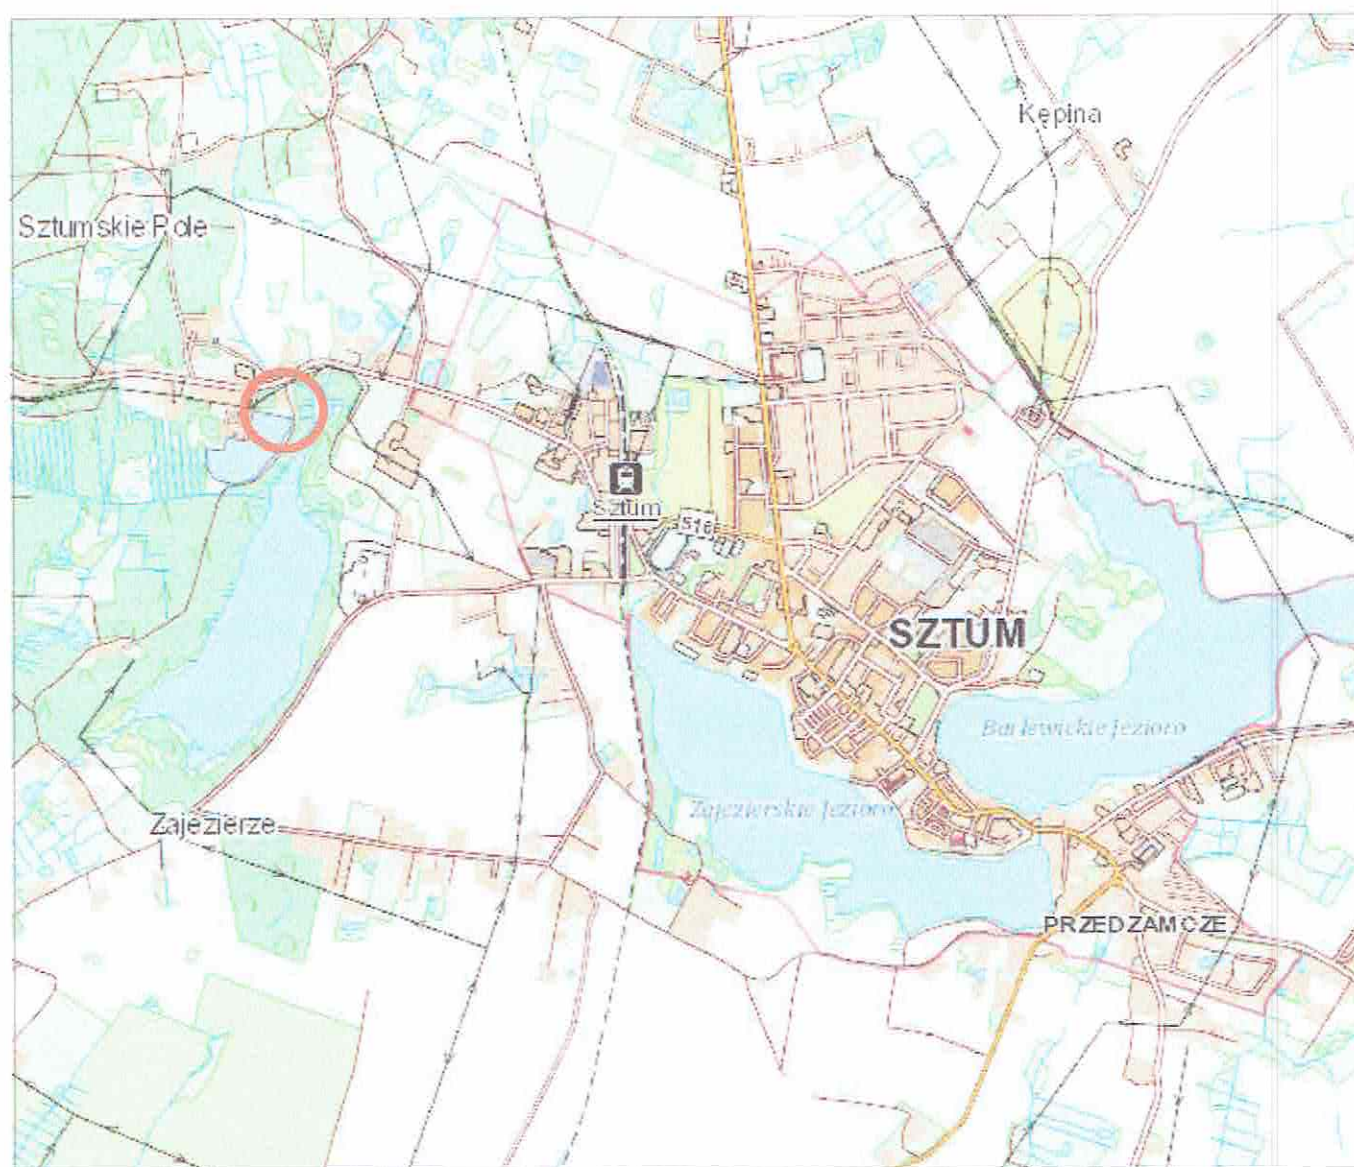 Kępina
Sztumskie Pole
Sztum
516
SZTUM
Barlewickie Jezioro
Zajezierskie Jezioro
Zajezierze
PRZEDZAMCZE